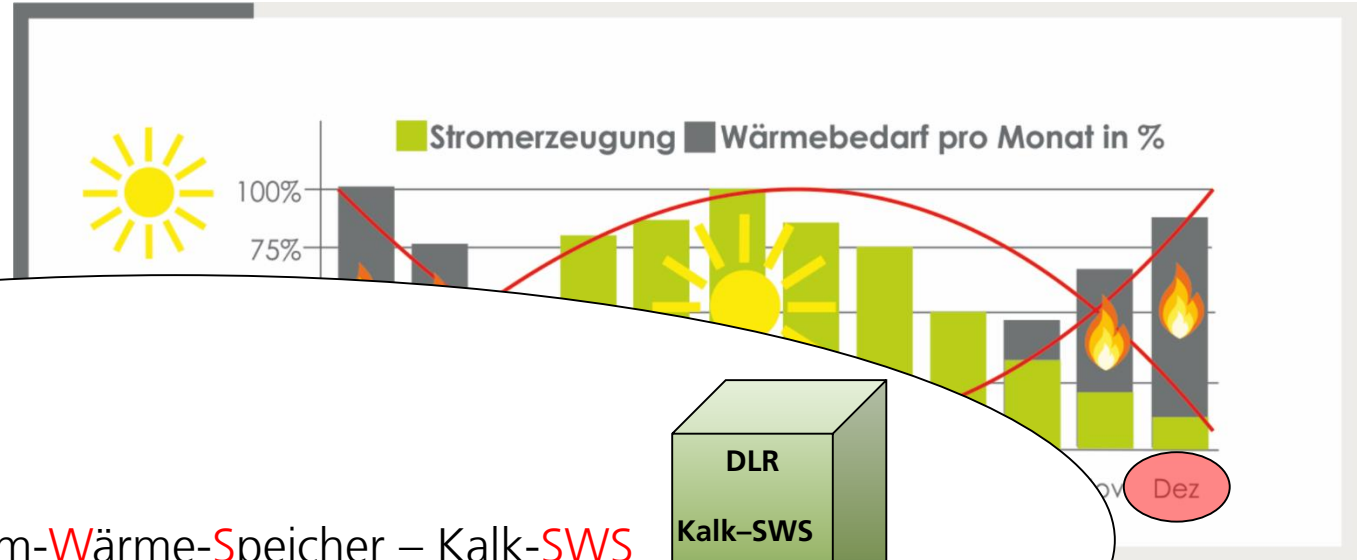 Stromerzeugung Wärmebedarf pro Monat in %
100%
75%
Dez
DLR
Kalk–SWS
-Wärme-Speicher – Kalk-SWS